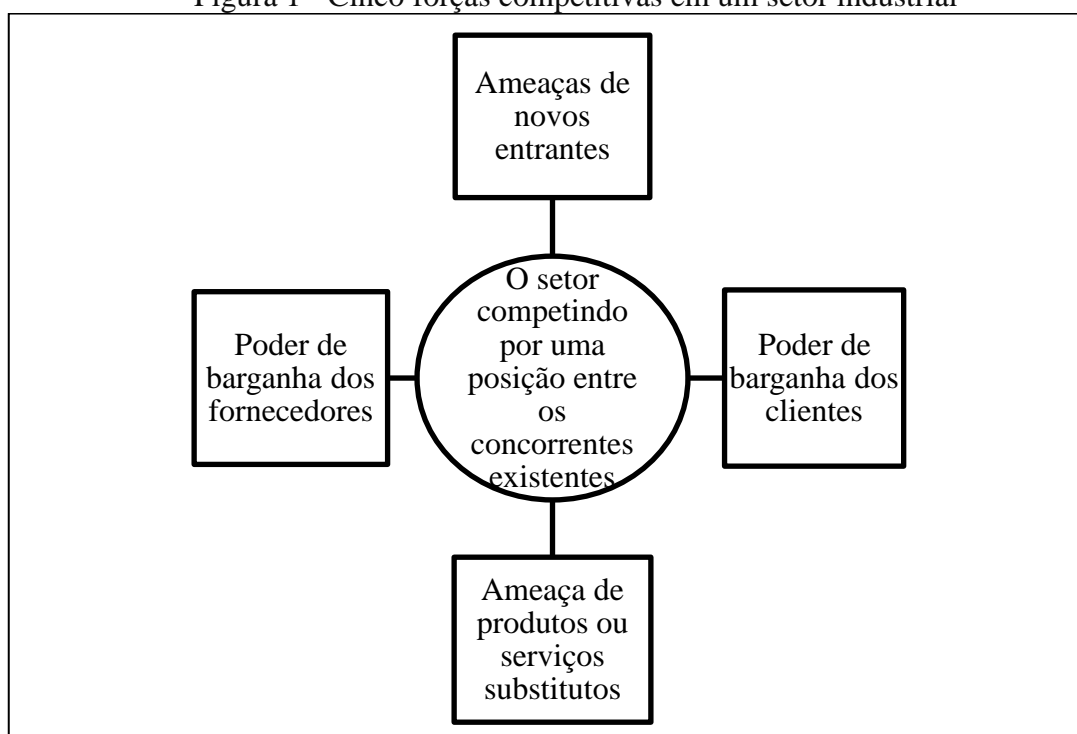 Figura 1 - Cinco forças competitivas em um setor industrial
Ameaças de
novos
entrantes
O setor
competindo
por uma
posição entre
os
concorrentes
existentes
Poder de
barganha dos
fornecedores
Poder de
barganha dos
clientes
Ameaça de
produtos ou
serviços
substitutos